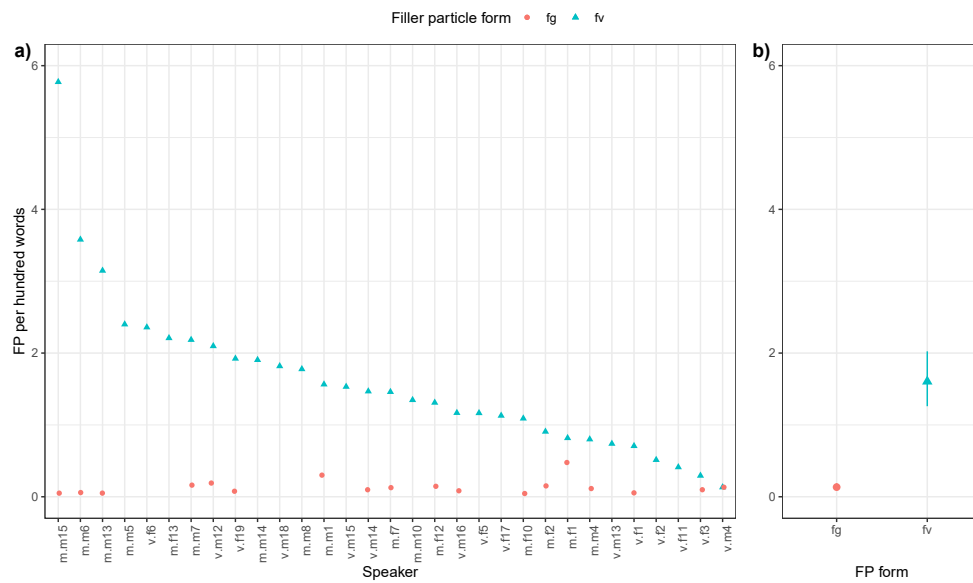 Filler particle form fg fv
a)
b)
FP per hundred words
6
4
2
0
m.m15
m.m6
m.m13
m.m5
v.f6
m.f13
m.m7
v.m12
v.f19
m.m14
v.m18
m.m8
m.m1
v.m15
v.m14
m.f7
m.m10
m.f12
v.m16
v.f5
v.f17
m.f10
m.f2
m.f1
m.m4
v.m13
v.f1
v.f2
v.f11
v.f3
v.m4
Speaker
6
4
2
0
fg
fv
FP form